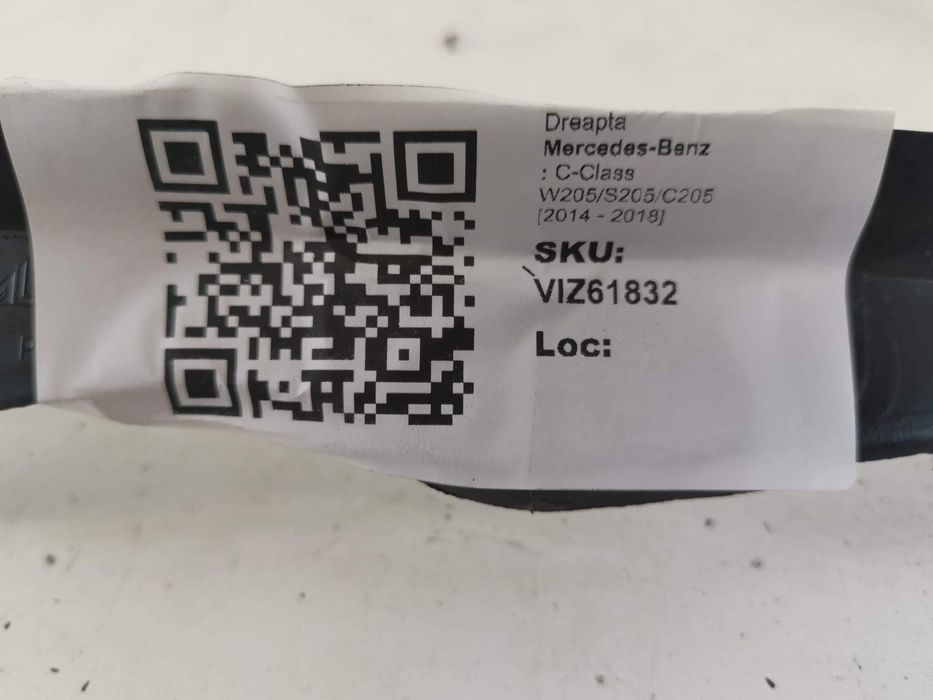 Dreapta
Mercedes-Benz
: C-Class
W205/S205/C205
[2014 - 2018]
SKU:
VIZ61832
Loc: